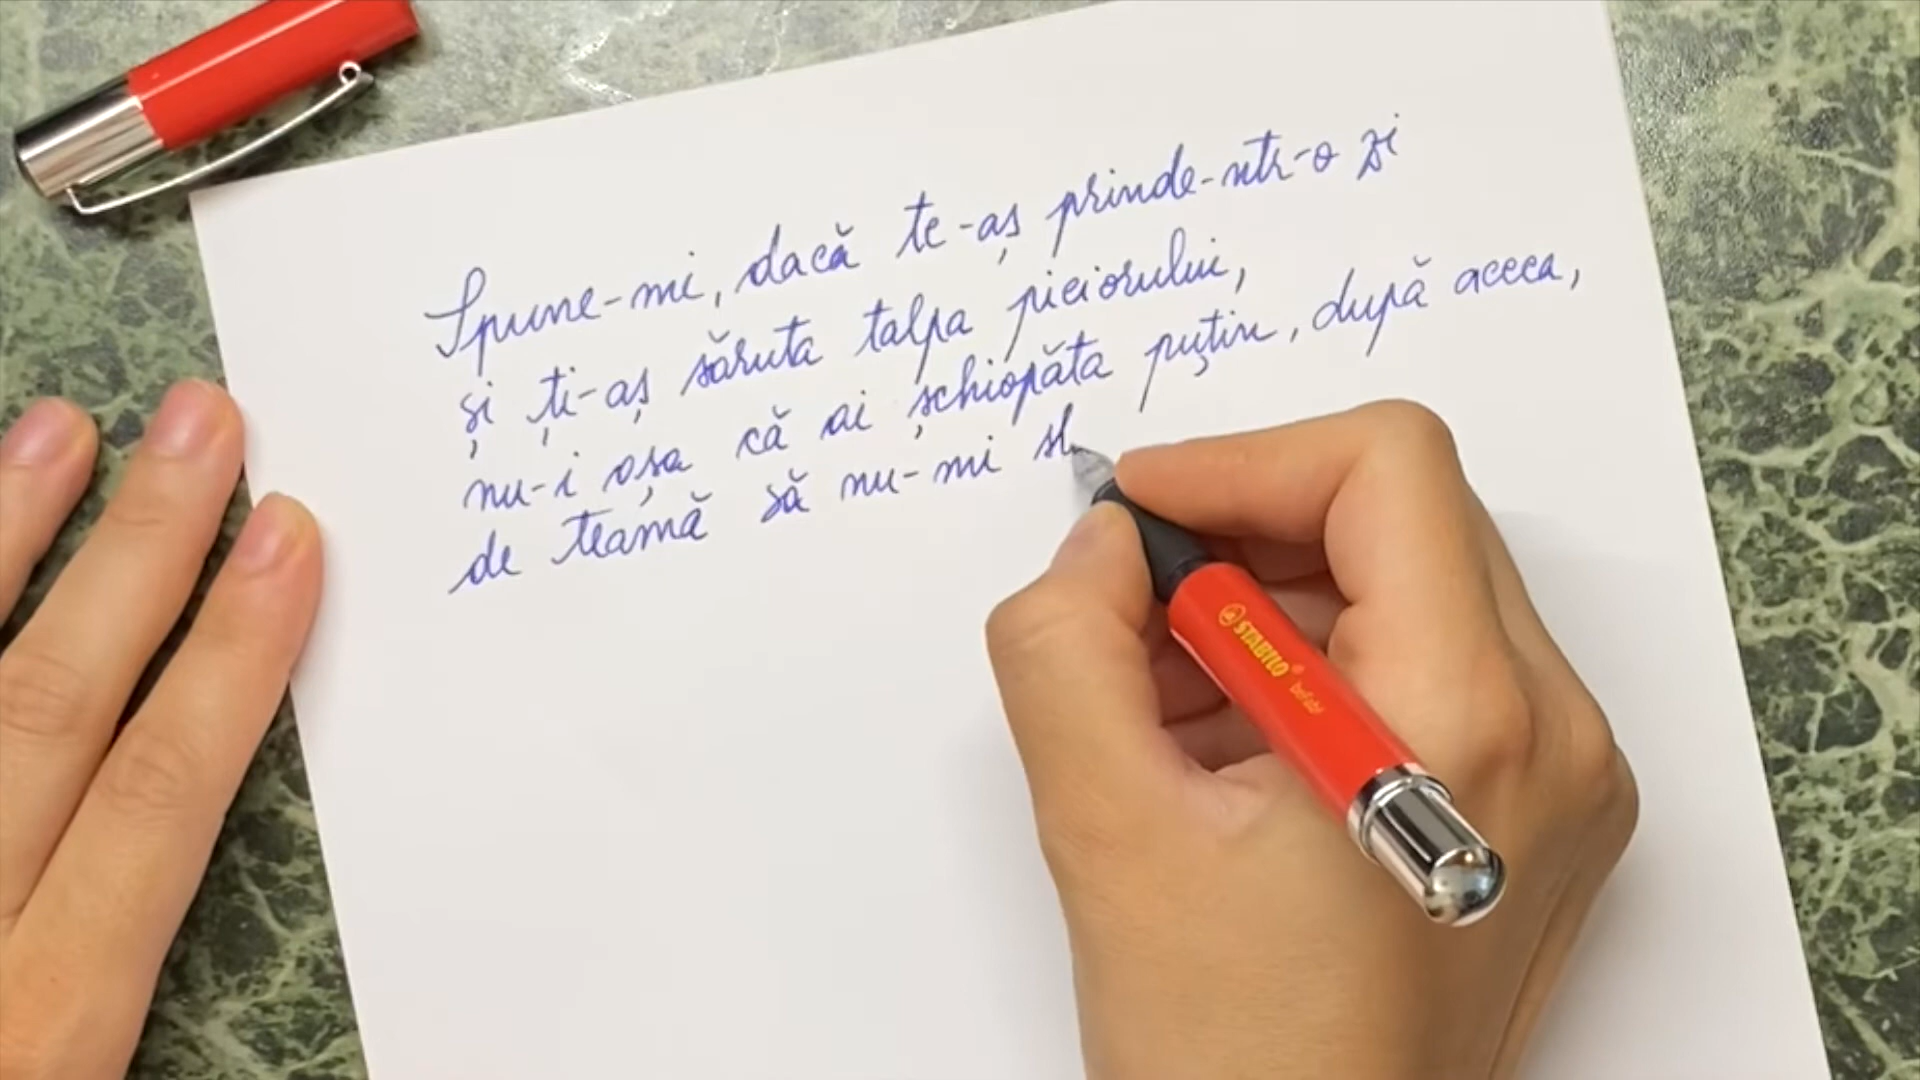 Spune-mi, dacă te-aș prinde-ntr-o zi
și ți-aș săruta talpa piciorului,
nu-i așa că ai șchiopăta puțin, după aceea,
de teamă să nu-mi
STABILO